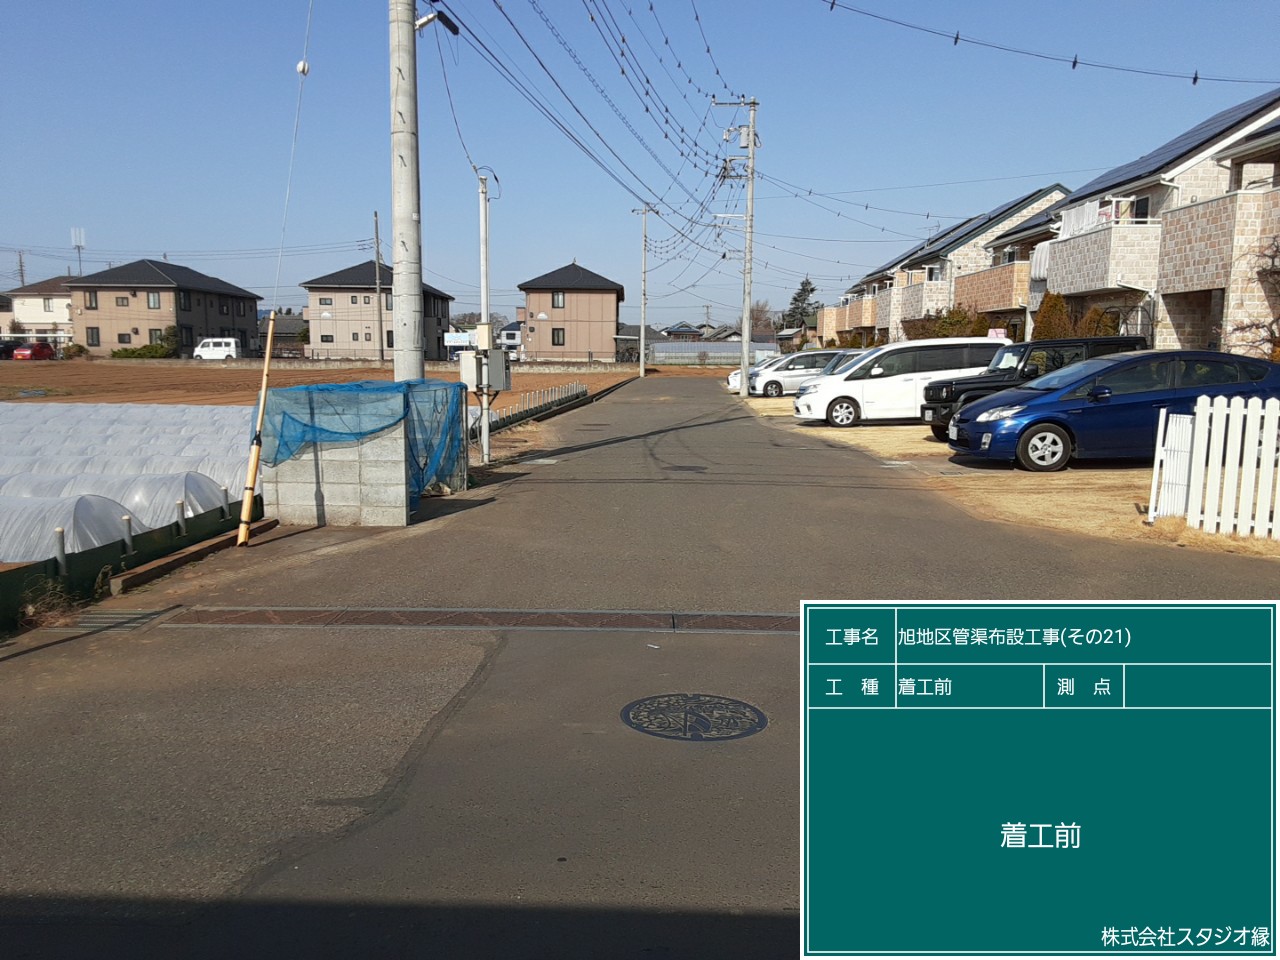 工事名 旭地区管渠布設工事(その21)
工 種 着工前 測 点
着工前
株式会社スタジオ縁